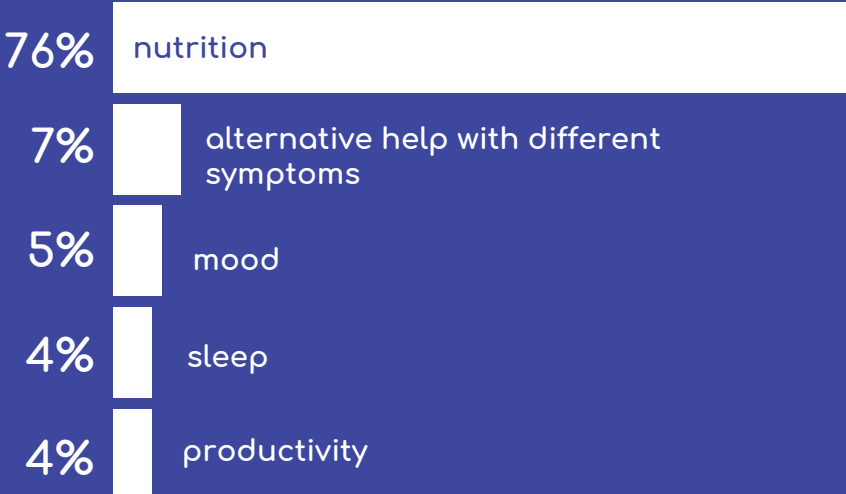 76% nutrition
7% alternative help with different
symptoms
5% mood
4% sleep
4% productivity